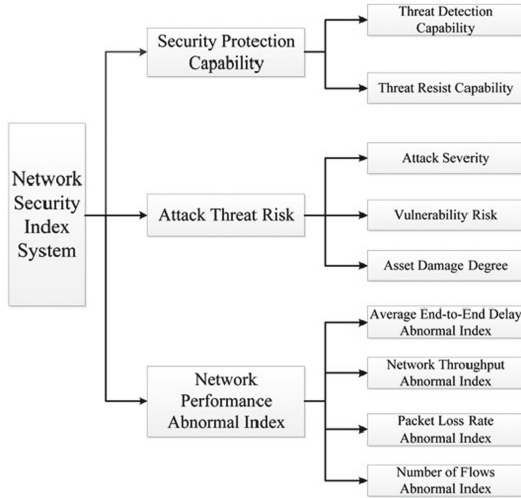 Network
Security
Index
System
Security Protection
Capability
Threat Detection
Capability
Threat Resist Capability
Attack Threat Risk
Attack Severity
Vulnerability Risk
Asset Damage Degree
Network
Performance
Abnormal Index
Average End-to-End Delay
Abnormal Index
Network Throughput
Abnormal Index
Packet Loss Rate
Abnormal Index
Number of Flows
Abnormal Index